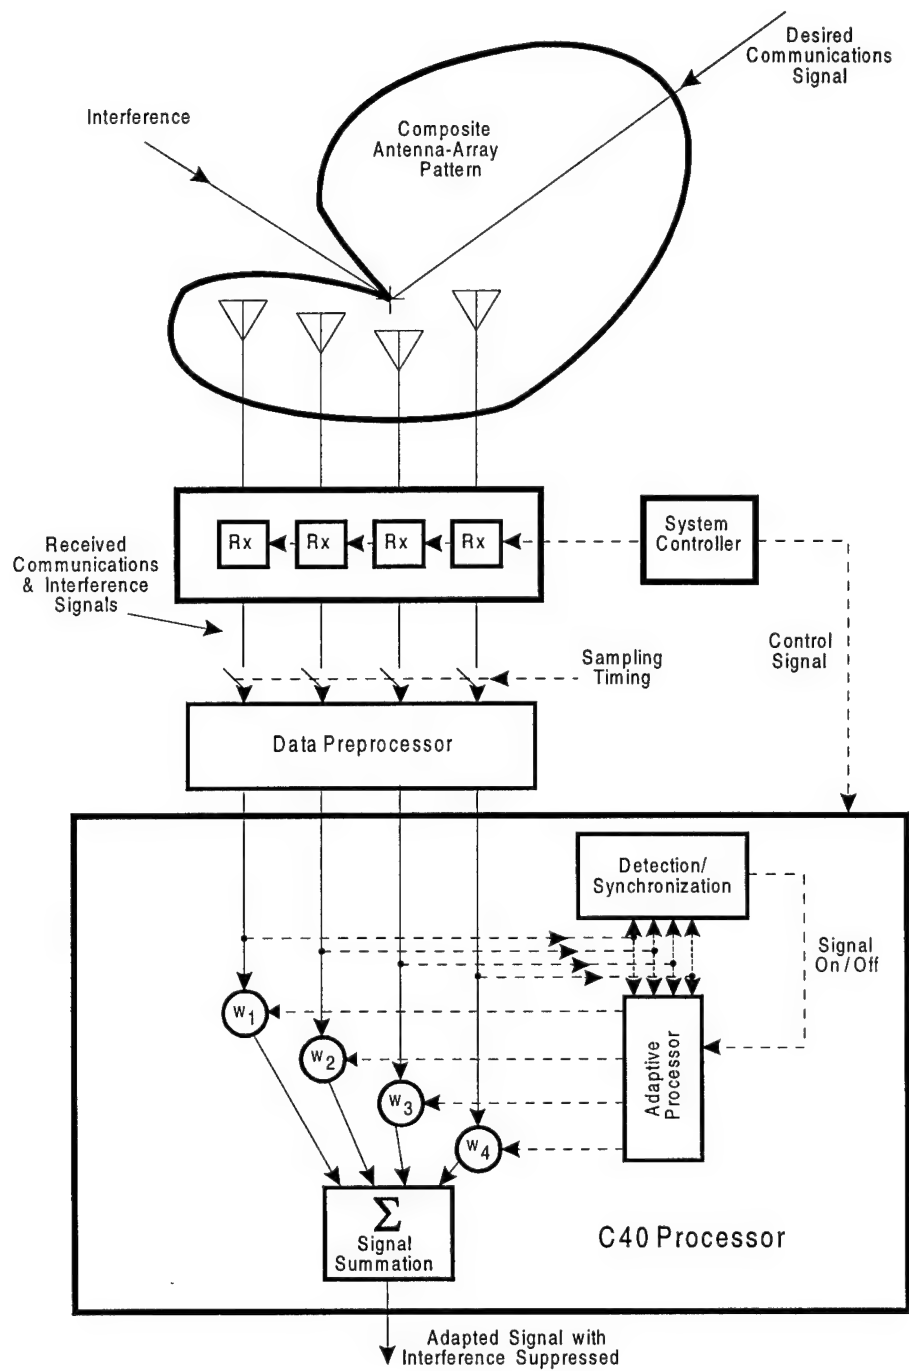 Desired
Communications
Signal
Interference
Composite
Antenna-Array
Pattern
Rx
Rx
Rx
Rx
System
Controller
Received
Communications
& Interference
Signals
Sampling
Timing
Control
Signal
Data Preprocessor
Detection/
Synchronization
Signal
On/Off
w1
w2
w3
w4
Adaptive
Processor
Σ
Signal
Summation
C40 Processor
Adapted Signal with
Interference Suppressed